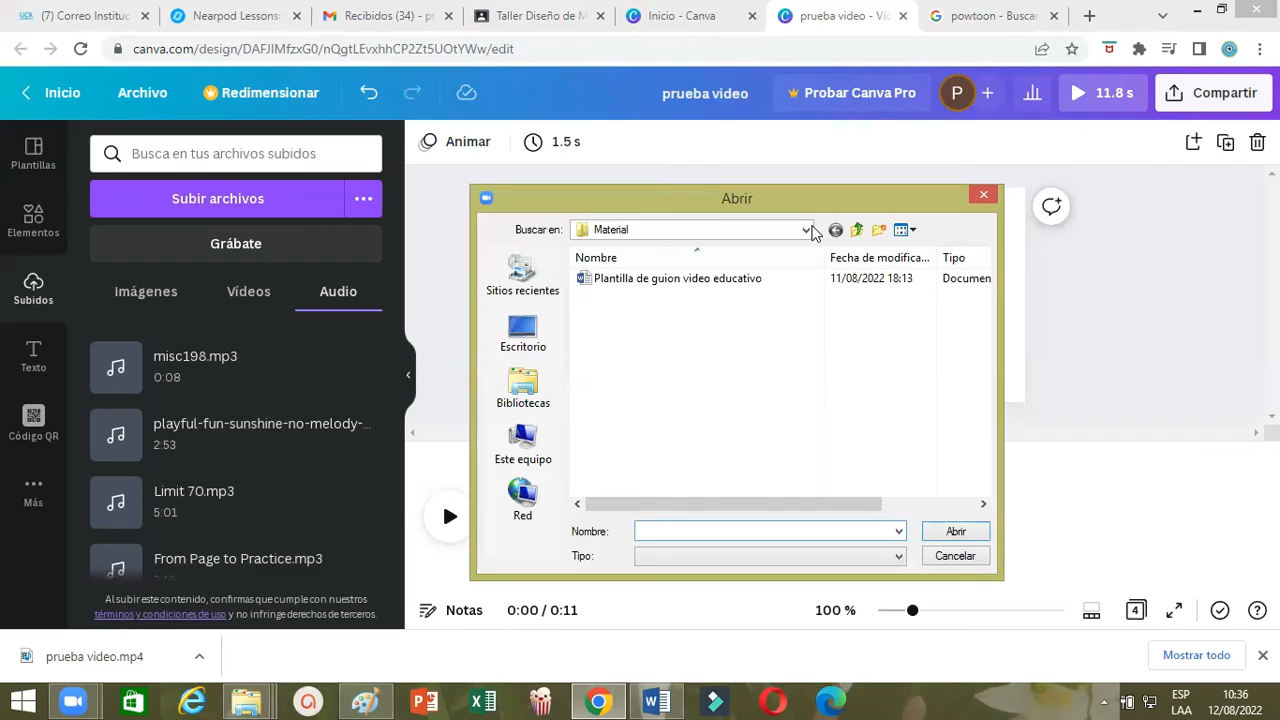 (7) Correo Instituc
Nearpod Lessons:
Recibidos (34) - pr
Taller Diseño de M
Inicio - Canva
prueba video - Víc
powtoon - Buscar
canva.com/design/DAFJIMfzxG0/nQgtLEvxhhCP2Zt5UOtYw/edit
Inicio
Archivo
Redimensionar
prueba video
Probar Canva Pro
P
11.8 s
Compartir
Plantillas
Elementos
Subidos
Texto
Código QR
Más
Busca en tus archivos subidos
Subir archivos
Grábate
Imágenes
Vídeos
Audio
misc198.mp3
0:08
playful-fun-sunshine-no-melody-...
2:53
Limit 70.mp3
5:01
From Page to Practice.mp3
Al subir este contenido, confirmas que cumple con nuestros
términos y condiciones de uso y no infringe derechos de terceros.
Animar
1.5 s
Abrir
Buscar en:
Material
Nombre
Fecha de modifica...
Tipo
Plantilla de guion video educativo
11/08/2022 18:13
Documen
Sitios recientes
Escritorio
Bibliotecas
Este equipo
Red
Nombre:
Abrir
Tipo:
Cancelar
Notas
0:00 / 0:11
100 %
4
prueba video.mp4
Mostrar todo
ESP
LAA
10:36
12/08/2022